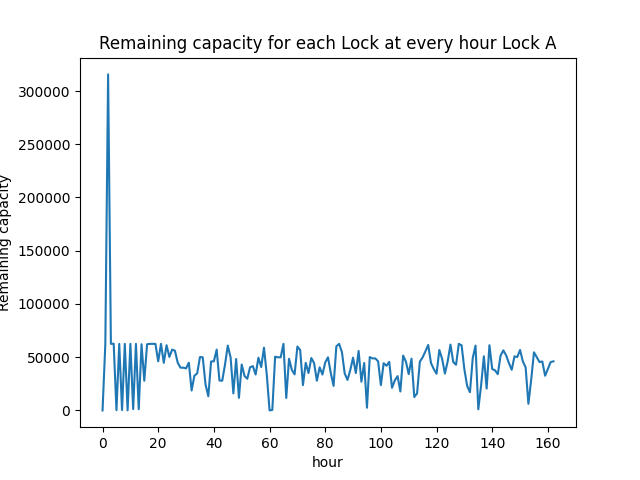 Remaining capacity for each Lock at every hour Lock A
Remaining capacity
300000
250000
200000
150000
100000
50000
0
0 20 40 60 80 100 120 140 160
hour